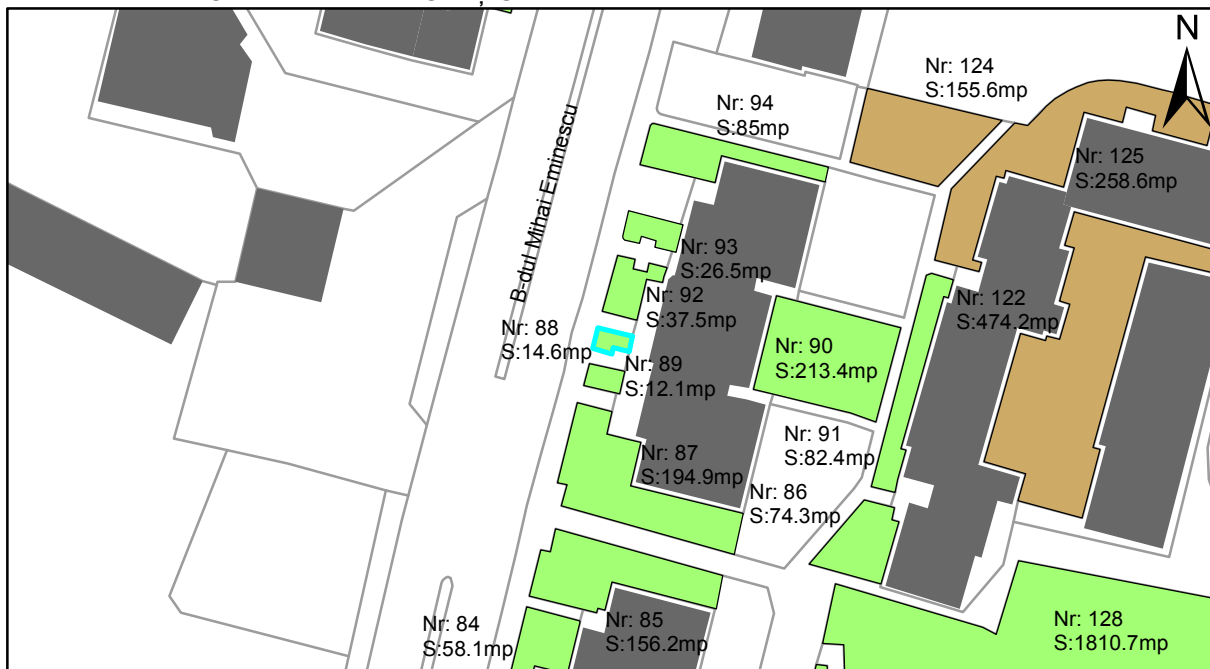 N
Nr: 124
S:155.6mp
Nr: 94
S:85mp
Nr: 125
S:258.6mp
B-dul Mihai Eminescu
Nr: 93
S:26.5mp
Nr: 92
S:37.5mp
Nr: 122
S:474.2mp
Nr: 88
S:14.6mp
Nr: 90
S:213.4mp
Nr: 89
S:12.1mp
Nr: 91
S:82.4mp
Nr: 87
S:194.9mp
Nr: 86
S:74.3mp
Nr: 84
S:58.1mp
Nr: 85
S:156.2mp
Nr: 128
S:1810.7mp